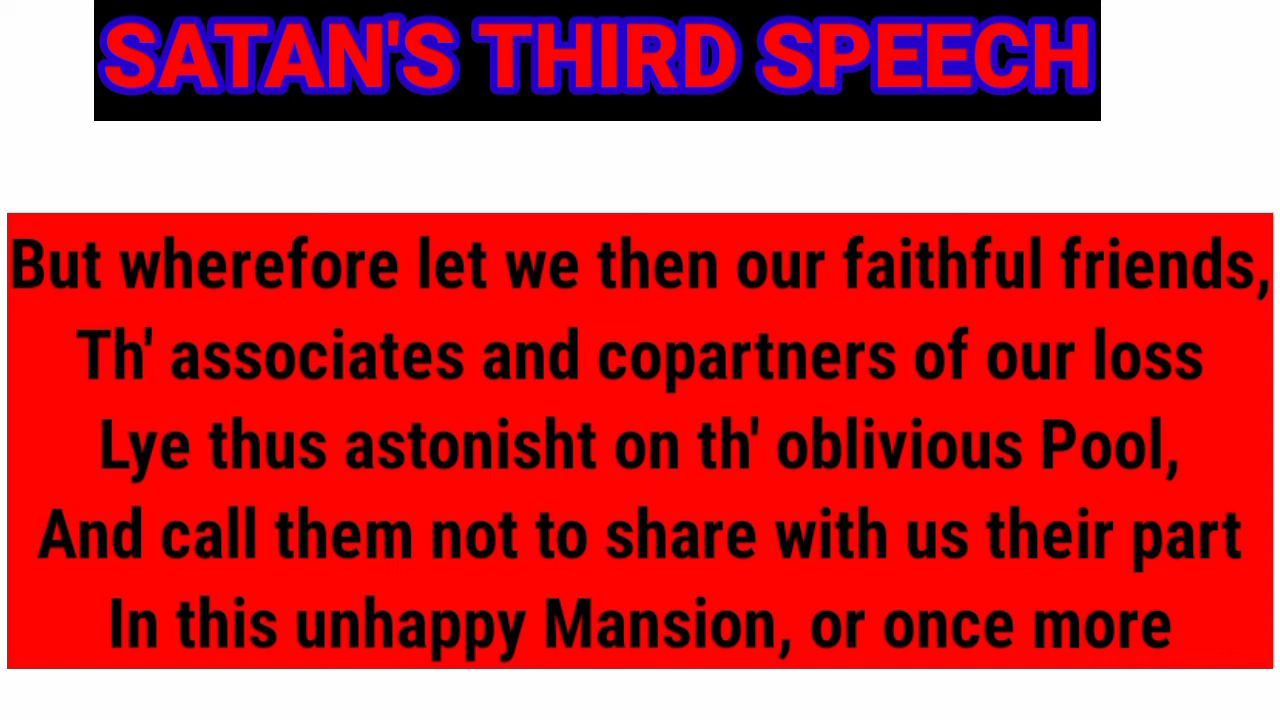 SATAN'S THIRD SPEECH
But wherefore let we then our faithful friends,
Th' associates and copartners of our loss
Lye thus astonisht on th' oblivious Pool,
And call them not to share with us their part
In this unhappy Mansion, or once more